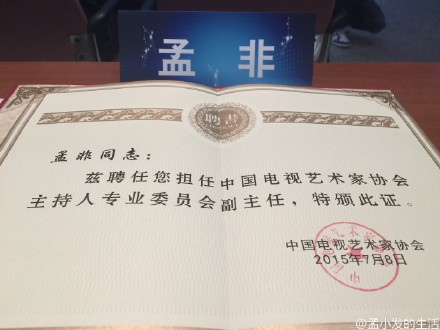 孟 非
聘書
孟非同志：
兹聘任您担任中国电视艺术家协会
主持人专业委员会副主任，特颁此证。
中国电视艺术家协会
2015年7月8日
@孟小发的生活